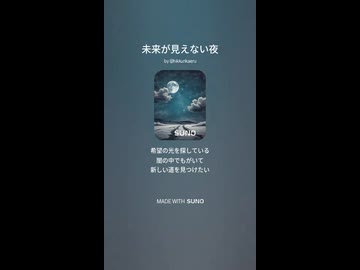 未来が見えない夜
by @hikkurikaeru
SUNO
希望の光を探している
闇の中でもがいて
新しい道を見つけたい
MADE WITH SUNO